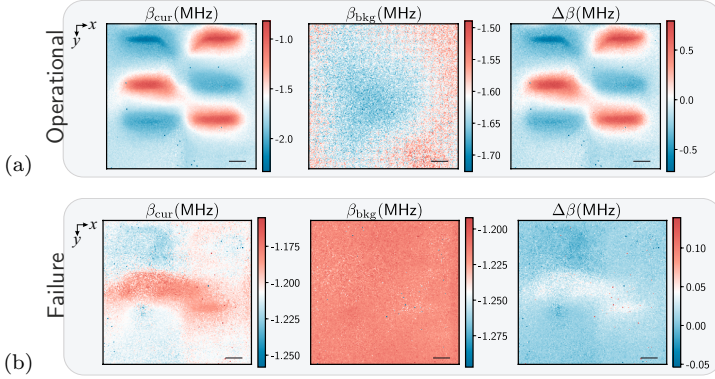 β_cur(MHz) β_bkg(MHz) Δβ(MHz)
x
y
Operational
-1.0
-1.5
-2.0
-1.50
-1.55
-1.60
-1.65
-1.70
0.5
0.0
-0.5
(a)
β_cur(MHz) β_bkg(MHz) Δβ(MHz)
x
y
Failure
-1.175
-1.200
-1.225
-1.250
-1.200
-1.225
-1.250
-1.275
0.10
0.05
0.00
-0.05
(b)